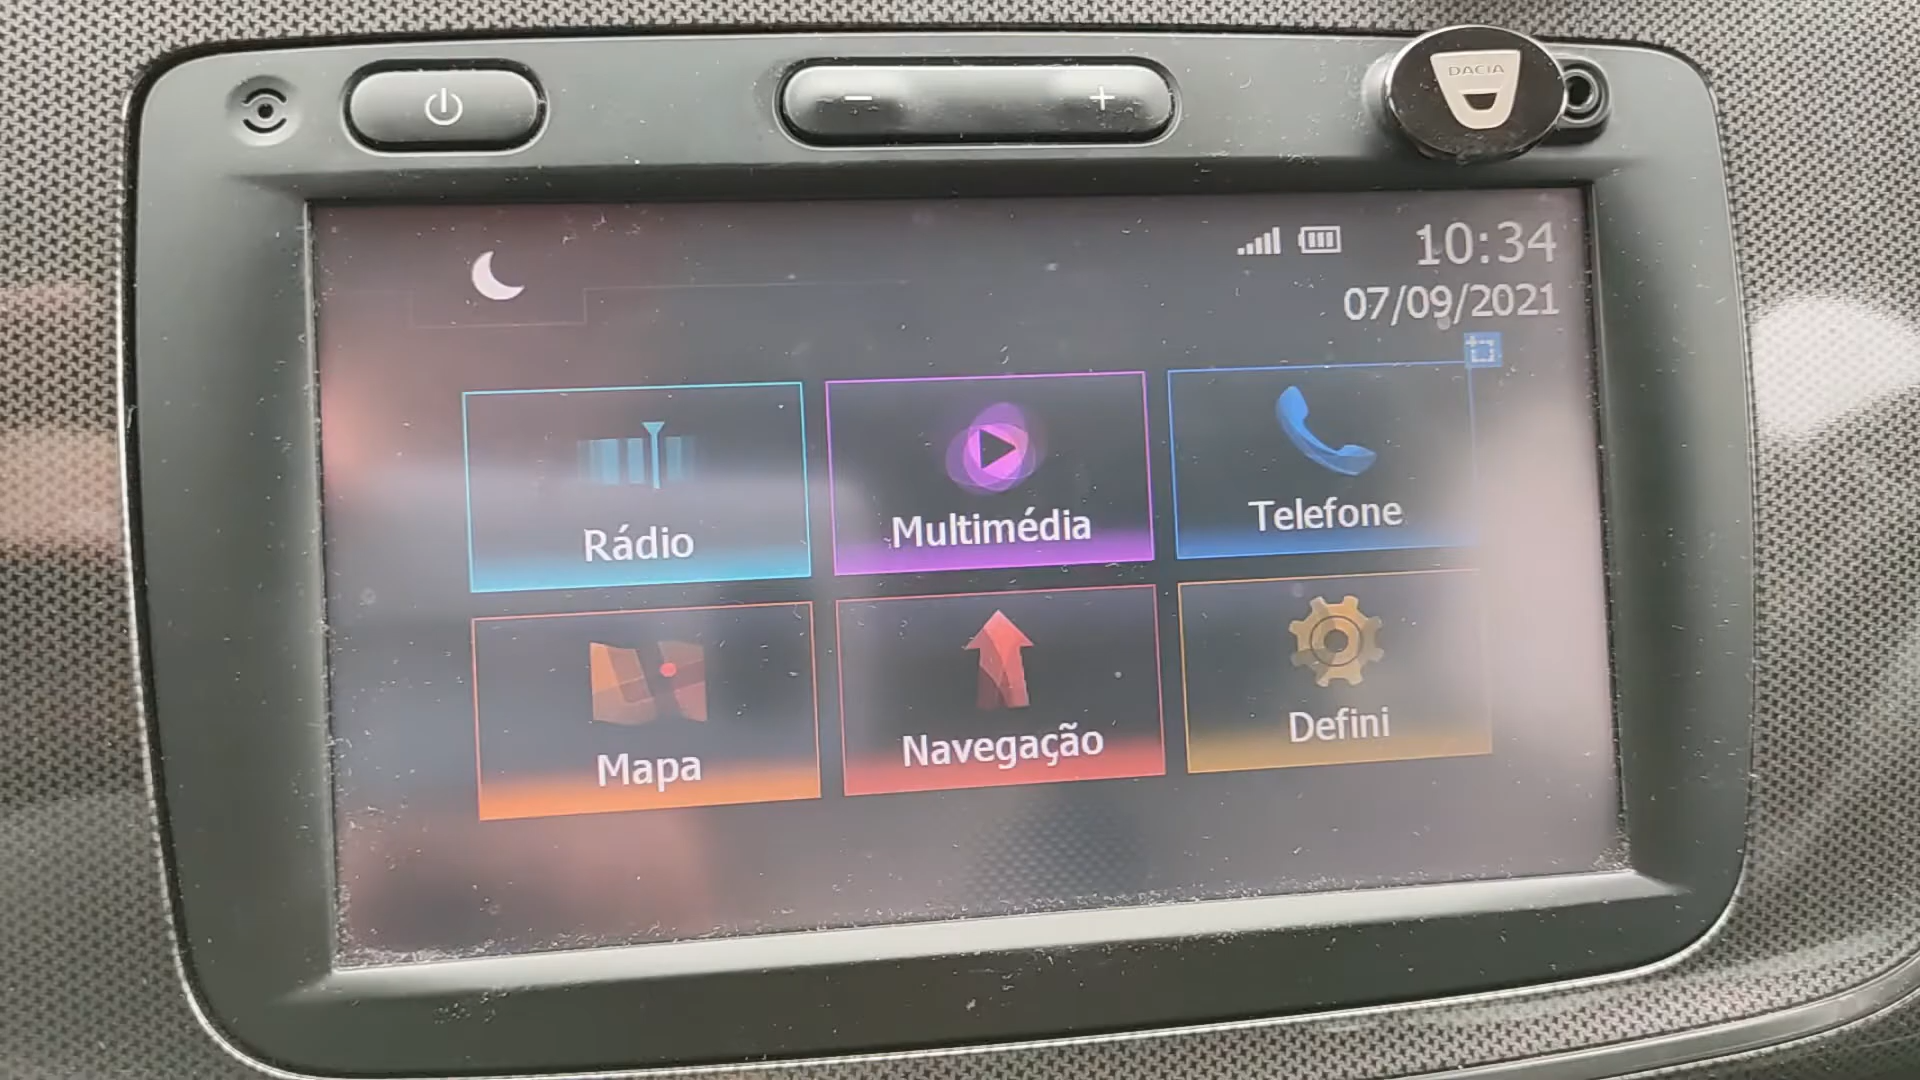 DACIA
10:34
07/09/2021
Rádio
Multimédia
Telefone
Mapa
Navegação
Defini